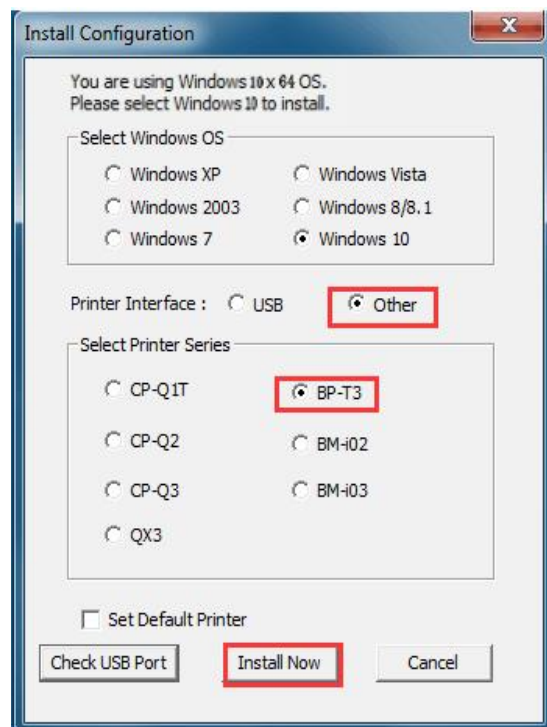 Install Configuration
You are using Windows 10 x 64 OS.
Please select Windows 10 to install.
Select Windows OS
Windows XP Windows Vista
Windows 2003 Windows 8/8.1
Windows 7 Windows 10
Printer Interface : USB Other
Select Printer Series
CP-Q1T BP-T3
CP-Q2 BM-i02
CP-Q3 BM-i03
QX3
Set Default Printer
Check USB Port Install Now Cancel